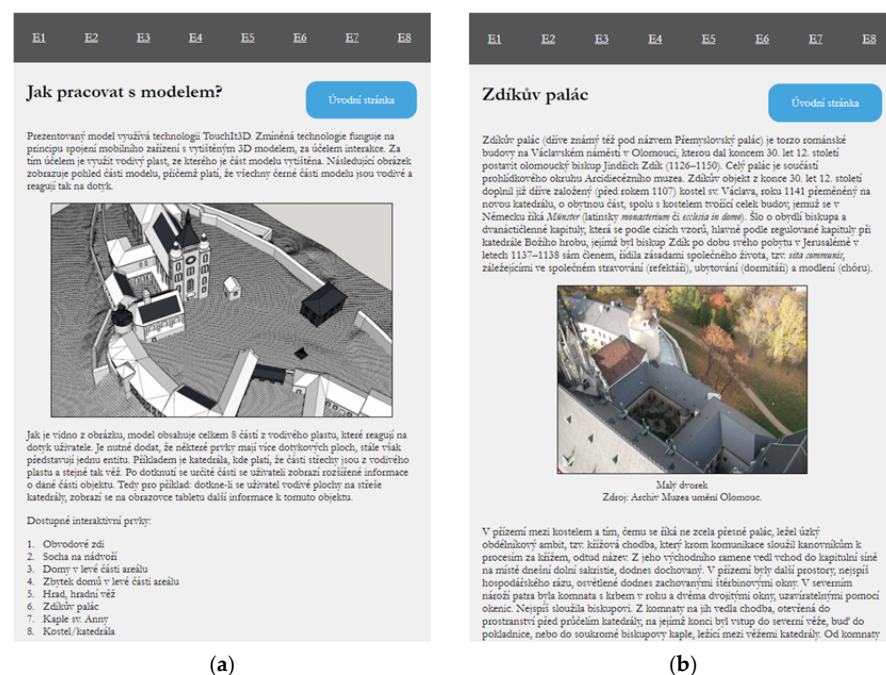 E1 E2 E3 E4 E5 E6 E7 E8
Jak pracovat s modelem?
Úvodní stránka
Prezentovaný model využívá technologii TouchIt3D. Zmíněná technologie funguje na
principu spojení mobilního zařízení s vytištěným 3D modelem, za účelem interakce. Za
tím účelem je využit vodivý plast, ze kterého je část modelu vytištěna. Následující obrázek
zobrazuje pohled části modelu, přičemž platí, že všechny černé části modelu jsou vodivé a
reagují tak na dotyk.
Jak je vidno z obrázku, model obsahuje celkem 8 částí z vodivého plastu, které reagují na
dotyk uživatele. Je nutné dodat, že některé prvky mají více dotykových ploch, stále však
představují jednu entitu. Příkladem je katedrála, kde platí, že části střechy jsou z vodivého
plastu a stejně tak věž. Po dotknutí se určité části se uživateli zobrazí rozšířené informace
o dané části objektu. Tedy pro příklad: dotkne-li se uživatel vodivé plochy na střeše
katedrály, zobrazí se na obrazovce tabletu další informace k tomuto objektu.
Dostupné interaktivní prvky:
1. Obvodové zdi
2. Socha na nádvoří
3. Domy v levé části areálu
4. Zbytek domů v levé části areálu
5. Hrad, hradní věž
6. Zdíkův palác
7. Kaple sv. Anny
8. Kostel/katedrála
(a)
E1 E2 E3 E4 E5 E6 E7 E8
Zdíkův palác
Úvodní stránka
Zdíkův palác (dříve známý též pod názvem Přemyslovský palác) je torzo románské
budovy na Václavském náměstí v Olomouci, kterou dal koncem 30. let 12. století
postavit olomoucký biskup Jindřich Zdík (1126–1150). Celý palác je součástí
prohlídkového okruhu Arcidiecézního muzea. Zdíkův objekt z konce 30. let 12. století
doplnil již dříve založený (před rokem 1107) kostel sv. Václava, roku 1141 přeměněný na
novou katedrálu, o obytnou část, spolu s kostelem tvořící celek budov, jemuž se v
Německu říká Münster (latinsky monasterium či ecclesia in domo). Šlo o obydlí biskupa a
dvanáctičlenné kapituly, která se podle cizích vzorů, hlavně podle regulované kapituly při
katedrále Božího hrobu, jejímž byl biskup Zdík po dobu svého pobytu v Jerusalémě v
letech 1137–1138 sám členem, řídila zásadami společného života, tzv. vita communis,
záležejícími ve společném stravování (refektáři), ubytování (dormitáři) a modlení (chóru).
Malý dvorek
Zdroj: Archiv Muzea umění Olomouc.
V přízemí mezi kostelem a tím, čemu se říká ne zcela přesně palác, ležel úzký
obdélníkový ambit, tzv. křížová chodba, který krom komunikace sloužil kanovníkům k
procesím za křížem, odtud název. Z jeho východního ramene vedl vchod do kapitulní síně
na místě dnešní dolní sakristie, dodnes dochovaný. V přízemí byly další prostory, nejspíš
hospodářského rázu, osvětlené dodnes zachovanými štěrbinovými okny. V severním
nároží patra byla komnata s krbem v rohu a dvěma dvojitými okny, uzavíratelnými pomocí
okenic. Nejspíš sloužila biskupovi. Z komnaty na jih vedla chodba, otevřená do
prostranství před průčelím katedrály, na jejímž konci byl vstup do severní věže, buď do
pokladnice, nebo do soukromé biskupovy kaple, ležící mezi věžemi katedrály. Od komnaty
(b)